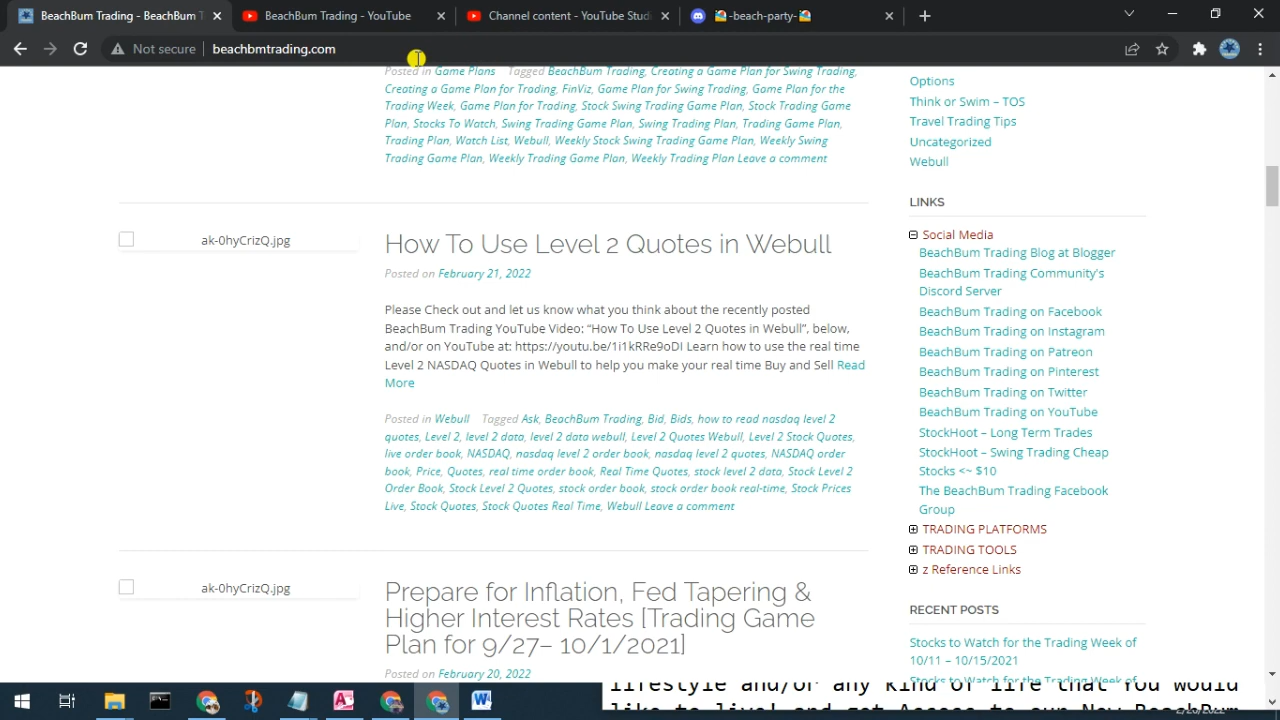 BeachBum Trading - BeachBum T
BeachBum Trading - YouTube
Channel content - YouTube Stud
-beach-party-
Not secure
beachbmtrading.com
Posted in Game Plans Tagged BeachBum Trading, Creating a Game Plan for Swing Trading,
Creating a Game Plan for Trading, FinViz, Game Plan for Swing Trading, Game Plan for the
Trading Week, Game Plan for Trading, Stock Swing Trading Game Plan, Stock Trading Game
Plan, Stocks To Watch, Swing Trading Game Plan, Swing Trading Plan, Trading Game Plan,
Trading Plan, Watch List, Webull, Weekly Stock Swing Trading Game Plan, Weekly Swing
Trading Game Plan, Weekly Trading Game Plan, Weekly Trading Plan Leave a comment
ak-0hyCrizQ.jpg
How To Use Level 2 Quotes in Webull
Posted on February 21, 2022
Please Check out and let us know what you think about the recently posted
BeachBum Trading YouTube Video: “How To Use Level 2 Quotes in Webull”, below,
and/or on YouTube at: https://youtu.be/1i1kRRe9oDI Learn how to use the real time
Level 2 NASDAQ Quotes in Webull to help you make your real time Buy and Sell Read
More
Posted in Webull Tagged Ask, BeachBum Trading, Bid, Bids, how to read nasdaq level 2
quotes, Level 2, level 2 data, level 2 data webull, Level 2 Quotes Webull, Level 2 Stock Quotes,
live order book, NASDAQ, nasdaq level 2 order book, nasdaq level 2 quotes, NASDAQ order
book, Price, Quotes, real time order book, Real Time Quotes, stock level 2 data, Stock Level 2
Order Book, Stock Level 2 Quotes, stock order book, stock order book real-time, Stock Prices
Live, Stock Quotes, Stock Quotes Real Time, Webull Leave a comment
ak-0hyCrizQ.jpg
Prepare for Inflation, Fed Tapering &
Higher Interest Rates [Trading Game
Plan for 9/27– 10/1/2021]
Posted on February 20, 2022
Options
Think or Swim – TOS
Travel Trading Tips
Uncategorized
Webull
LINKS
Social Media
BeachBum Trading Blog at Blogger
BeachBum Trading Community's
Discord Server
BeachBum Trading on Facebook
BeachBum Trading on Instagram
BeachBum Trading on Patreon
BeachBum Trading on Pinterest
BeachBum Trading on Twitter
BeachBum Trading on YouTube
StockHoot – Long Term Trades
StockHoot – Swing Trading Cheap
Stocks <~ $10
The BeachBum Trading Facebook
Group
TRADING PLATFORMS
TRADING TOOLS
z Reference Links
RECENT POSTS
Stocks to Watch for the Trading Week of
10/11 – 10/15/2021
Stocks to Watch for the Trading Week of
lifestyle and/or any kind of life that You would
like to live! and get Access to our New BeachBum